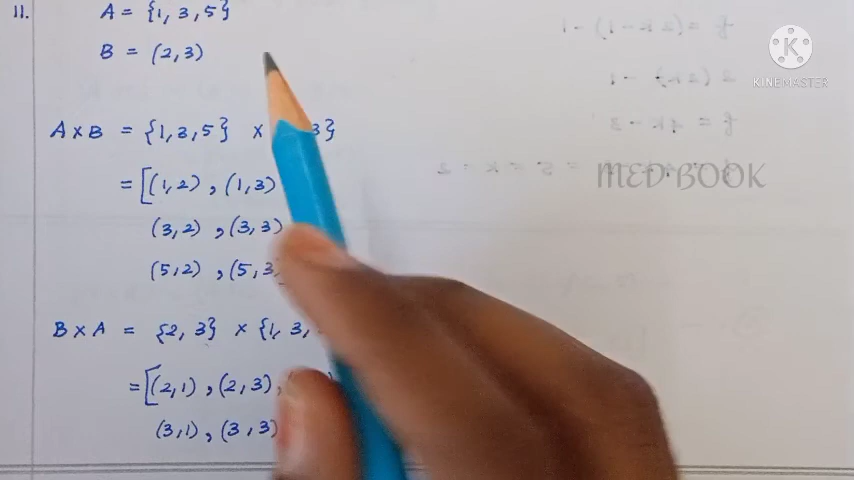 11. A = {1, 3, 5}
B = (2, 3)
A × B = {1, 3, 5} × 3}
= [(1, 2), (1, 3)
(3, 2), (3, 3)
(5, 2), (5, 3)
B × A = {2, 3} × {1, 3,
= [(2, 1), (2, 3),
(3, 1), (3, 3)
KINEMASTER
MED BOOK